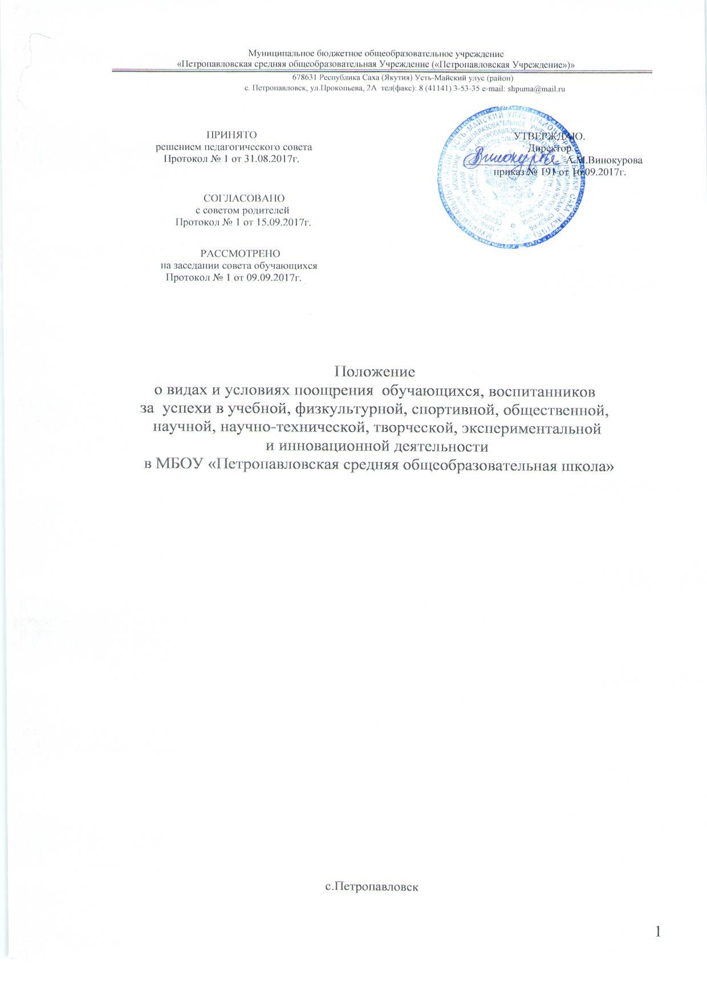 Муниципальное бюджетное общеобразовательное учреждение
«Петропавловская средняя общеобразовательная Учреждение («Петропавловская Учреждение»)»
678631 Республика Саха (Якутия) Усть-Майский улус (район)
с. Петропавловск, ул.Прокопьева, 2А тел(факс): 8 (41141) 3-53-35 e-mail: shpuma@mail.ru
ПРИНЯТО
решением педагогического совета
Протокол № 1 от 31.08.2017г.
УТВЕРЖДАЮ.
Директор
Винокурова А.М.Винокурова
приказ № 191 от 16.09.2017г.
СОГЛАСОВАНО
с советом родителей
Протокол № 1 от 15.09.2017г.
РАССМОТРЕНО
на заседании совета обучающихся
Протокол № 1 от 09.09.2017г.
Положение
о видах и условиях поощрения обучающихся, воспитанников
за успехи в учебной, физкультурной, спортивной, общественной,
научной, научно-технической, творческой, экспериментальной
и инновационной деятельности
в МБОУ «Петропавловская средняя общеобразовательная школа»
с.Петропавловск
1